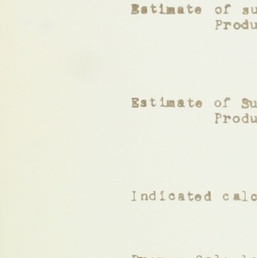 Estimate of su
Produ
Estimate of Su
Produ
Indicated calc